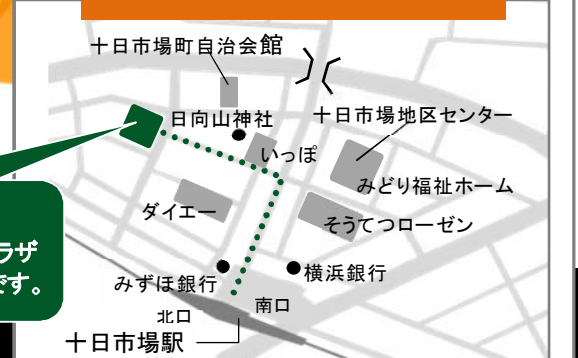 十日市場町自治会館
日向山神社
十日市場地区センター
いっぽ
みどり福祉ホーム
ダイエー
そうてつローゼン
ラザ
です。
みずほ銀行
横浜銀行
北口
南口
十日市場駅